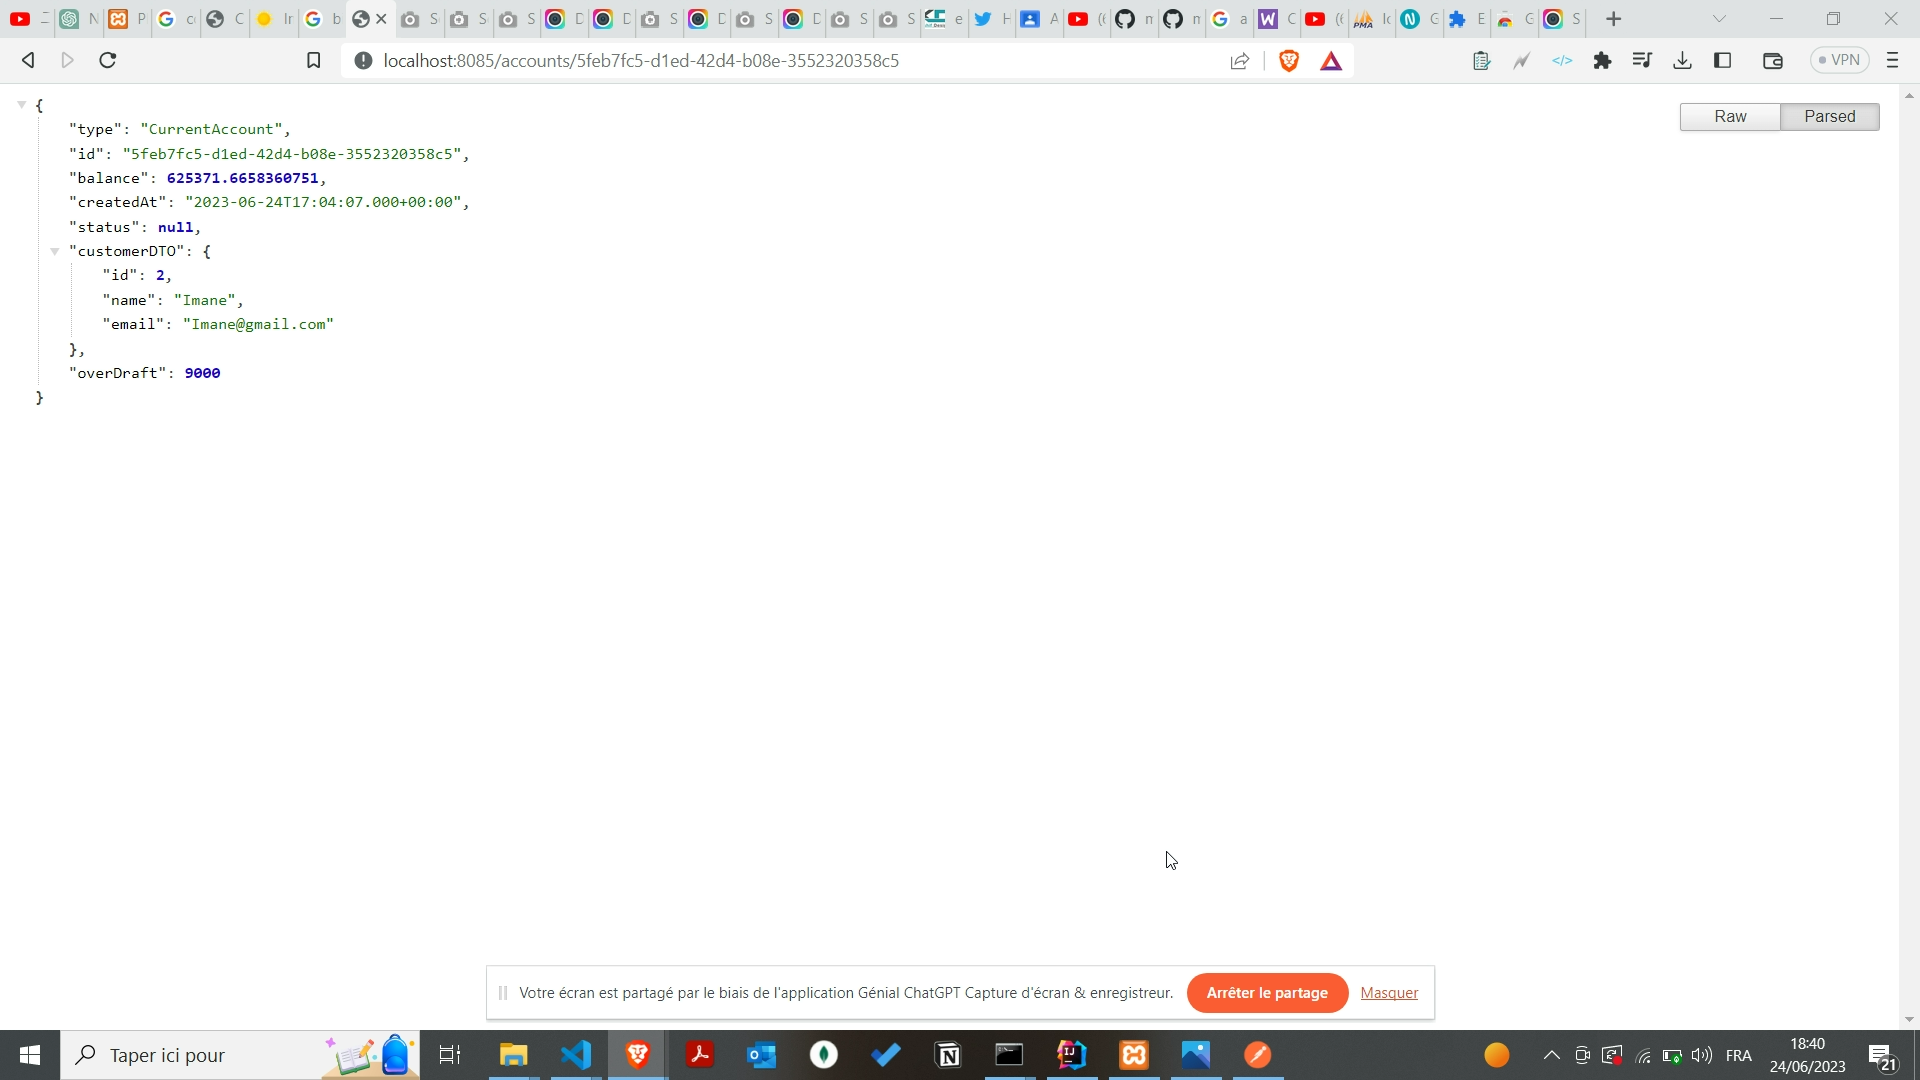 localhost:8085/accounts/5feb7fc5-d1ed-42d4-b08e-3552320358c5
VPN
Raw
Parsed
{
"type": "CurrentAccount",
"id": "5feb7fc5-d1ed-42d4-b08e-3552320358c5",
"balance": 625371.6658360751,
"createdAt": "2023-06-24T17:04:07.000+00:00",
"status": null,
"customerDTO": {
"id": 2,
"name": "Imane",
"email": "Imane@gmail.com"
},
"overDraft": 9000
}
Votre écran est partagé par le biais de l'application Génial ChatGPT Capture d'écran & enregistreur.
Arrêter le partage
Masquer
Taper ici pour
FRA
18:40
24/06/2023
21